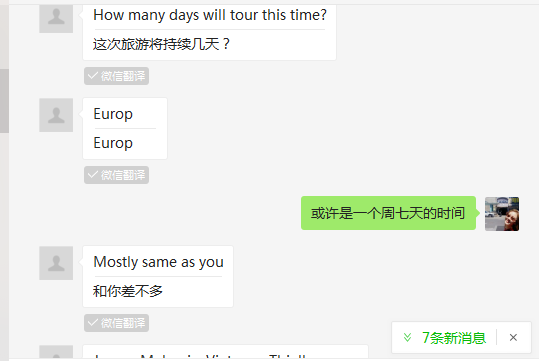 How many days will tour this time?
这次旅游将持续几天？
微信翻译
Europ
Europ
微信翻译
或许是一个周七天的时间
Mostly same as you
和你差不多
微信翻译
7条新消息